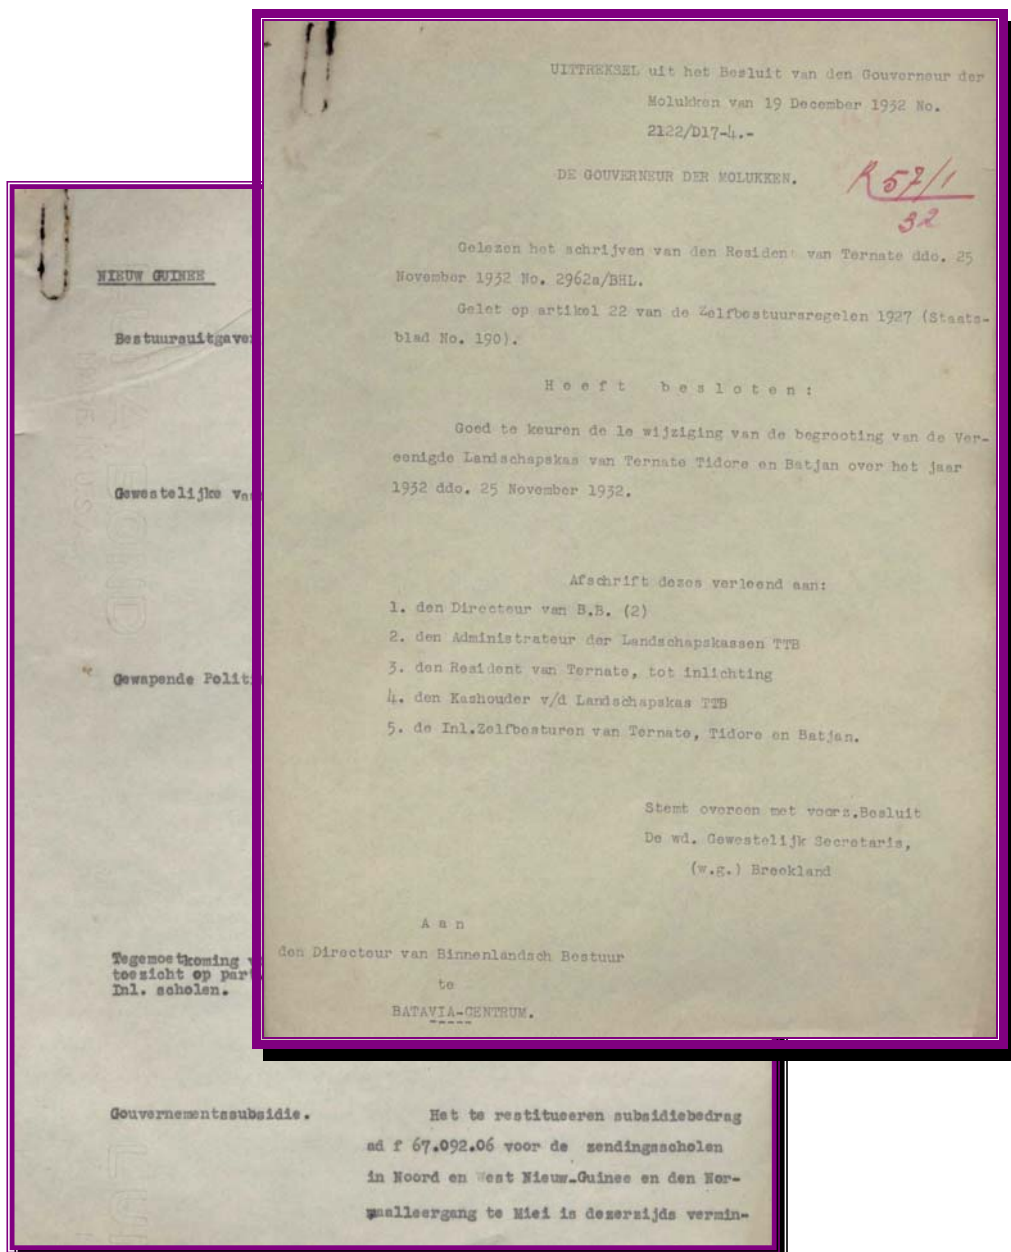 UITTREKSEL uit het Besluit van den Gouverneur der
Molukken van 19 December 1932 No.
2122/D17-4.-
DE GOUVERNEUR DER MOLUKKEN.
R 57/1
32
Gelezen het schrijven van den Resident van Ternate ddo. 25
November 1932 No. 2962a/BHL.
Gelet op artikel 22 van de Zelfbestuursregelen 1927 (Staats-
blad No. 190).
Heeft besloten:
Goed te keuren de 1e wijziging van de begrooting van de Ver-
eenigde Landschapskas van Ternate Tidore en Batjan over het jaar
1932 ddo. 25 November 1932.
Afschrift dezes verleend aan:
1. den Directeur van B.B. (2)
2. den Administrateur der Landschapskassen TTB
3. den Resident van Ternate, tot inlichting
4. den Kashouder v/d Landschapskas TTB
5. de Inl.Zelfbesturen van Ternate, Tidore en Batjan.
Stemt overeen met voorz.Besluit
De wd. Gewestelijk Secretaris,
(w.g.) Breekland
Aan
den Directeur van Binnenlandsch Bestuur
te
BATAVIA-CENTRUM.
NIEUW GUINEE
Bestuursuitgaven
Gewestelijke
Gewapende
Tegemoetkoming
toezicht op
Inl. scholen.
Gouvernementssubsidie.
Het te restitueeren subsidiebedrag
ad f 67.092.06 voor de zendingsscholen
in Noord en West Nieuw-Guinee en den Nor-
maalleergang te Miei is dezerzijds vermin-